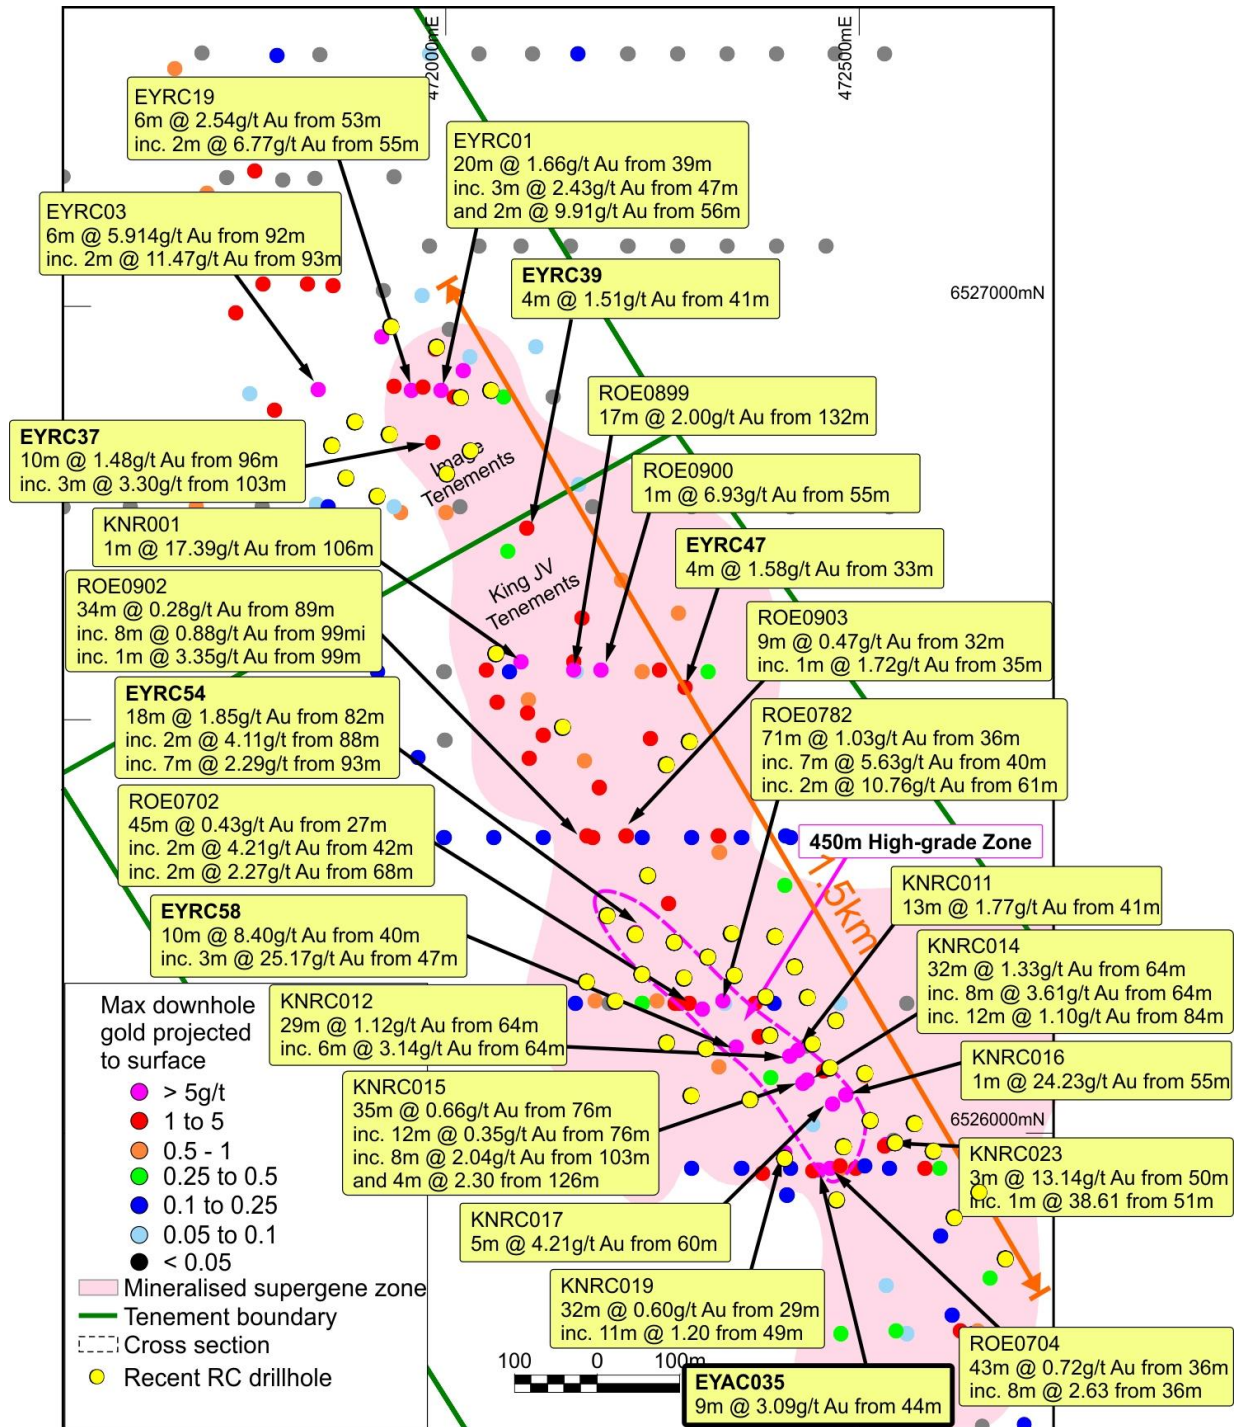 472000mE
472500mE
EYRC19
6m @ 2.54g/t Au from 53m
inc. 2m @ 6.77g/t Au from 55m
EYRC01
20m @ 1.66g/t Au from 39m
inc. 3m @ 2.43g/t Au from 47m
and 2m @ 9.91g/t Au from 56m
EYRC03
6m @ 5.914g/t Au from 92m
inc. 2m @ 11.47g/t Au from 93m
EYRC39
4m @ 1.51g/t Au from 41m
6527000mN
ROE0899
17m @ 2.00g/t Au from 132m
EYRC37
10m @ 1.48g/t Au from 96m
inc. 3m @ 3.30g/t from 103m
Image
Tenements
ROE0900
1m @ 6.93g/t Au from 55m
KNR001
1m @ 17.39g/t Au from 106m
EYRC47
4m @ 1.58g/t Au from 33m
King JV
Tenements
ROE0902
34m @ 0.28g/t Au from 89m
inc. 8m @ 0.88g/t Au from 99mi
inc. 1m @ 3.35g/t Au from 99m
ROE0903
9m @ 0.47g/t Au from 32m
inc. 1m @ 1.72g/t Au from 35m
EYRC54
18m @ 1.85g/t Au from 82m
inc. 2m @ 4.11g/t from 88m
inc. 7m @ 2.29g/t from 93m
ROE0782
71m @ 1.03g/t Au from 36m
inc. 7m @ 5.63g/t Au from 40m
inc. 2m @ 10.76g/t Au from 61m
ROE0702
45m @ 0.43g/t Au from 27m
inc. 2m @ 4.21g/t Au from 42m
inc. 2m @ 2.27g/t from 68m
450m High-grade Zone
1.5km
KNRC011
13m @ 1.77g/t Au from 41m
EYRC58
10m @ 8.40g/t Au from 40m
inc. 3m @ 25.17g/t Au from 47m
KNRC014
32m @ 1.33g/t Au from 64m
inc. 8m @ 3.61g/t Au from 64m
inc. 12m @ 1.10g/t Au from 84m
KNRC012
29m @ 1.12g/t Au from 64m
inc. 6m @ 3.14g/t Au from 64m
KNRC016
1m @ 24.23g/t Au from 55m
KNRC015
35m @ 0.66g/t Au from 76m
inc. 12m @ 0.35g/t Au from 76m
inc. 8m @ 2.04g/t Au from 103m
and 4m @ 2.30 from 126m
6526000mN
KNRC023
3m @ 13.14g/t Au from 50m
inc. 1m @ 38.61 from 51m
KNRC017
5m @ 4.21g/t Au from 60m
KNRC019
32m @ 0.60g/t Au from 29m
inc. 11m @ 1.20 from 49m
ROE0704
43m @ 0.72g/t Au from 36m
inc. 8m @ 2.63 from 36m
EYAC035
9m @ 3.09g/t Au from 44m
100 0 100m
Max downhole
gold projected
to surface
> 5g/t
1 to 5
0.5 - 1
0.25 to 0.5
0.1 to 0.25
0.05 to 0.1
< 0.05
Mineralised supergene zone
Tenement boundary
Cross section
Recent RC drillhole